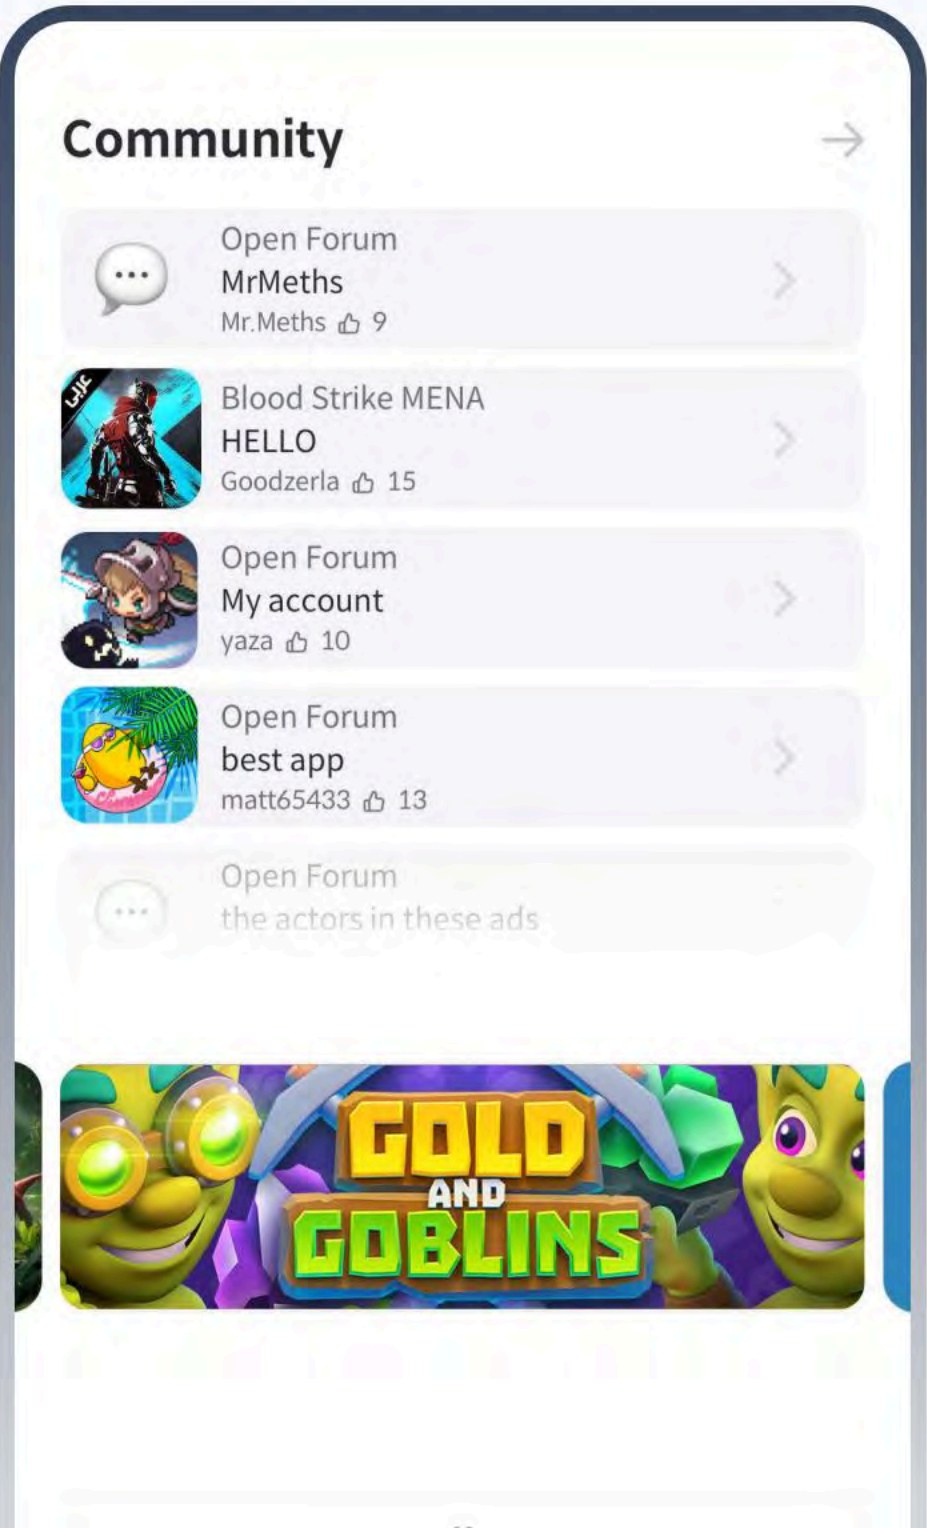 Community
Open Forum
MrMeths
Mr.Meths 9
عربي
Blood Strike MENA
HELLO
Goodzerla 15
Open Forum
My account
yaza 10
Open Forum
best app
matt65433 13
Open Forum
the actors in these ads
GOLD
AND
GOBLINS